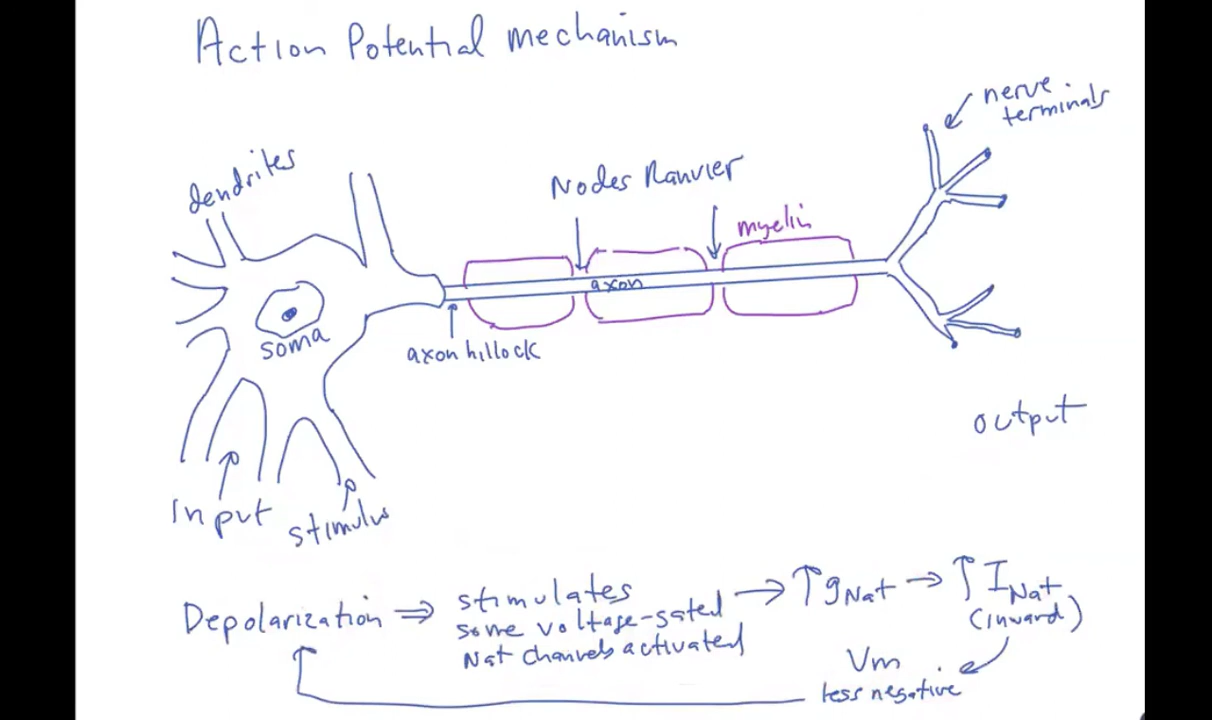 Action Potential mechanism
nerve
terminals
dendrites
Nodes Ranvier
myelin
axon
soma
axon hillock
output
Input
stimulus
Depolarization ⇒ stimulates
some voltage-gated
Na+ channels activated
→ ↑gNa+ → ↑INa+
(inward)
Vm
less negative